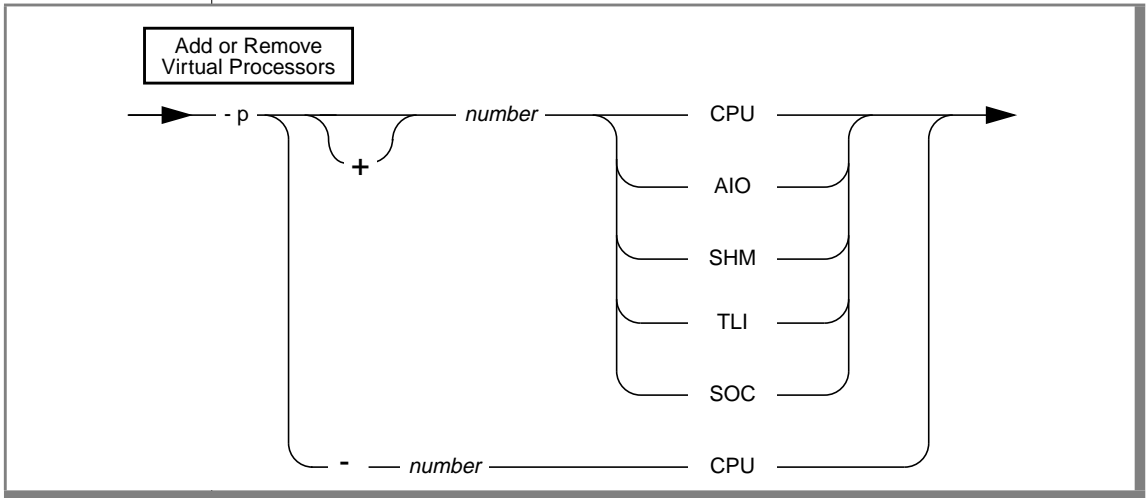 Add or Remove
Virtual Processors
- p number CPU
+
AIO
SHM
TLI
SOC
- number CPU